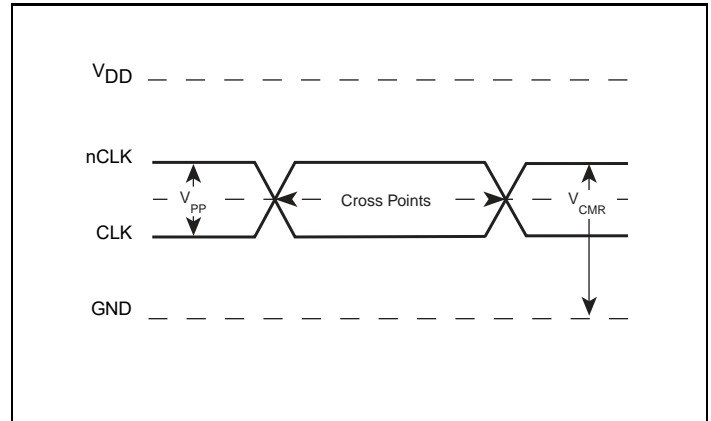 VDD
nCLK
VPP
Cross Points
VCMR
CLK
GND